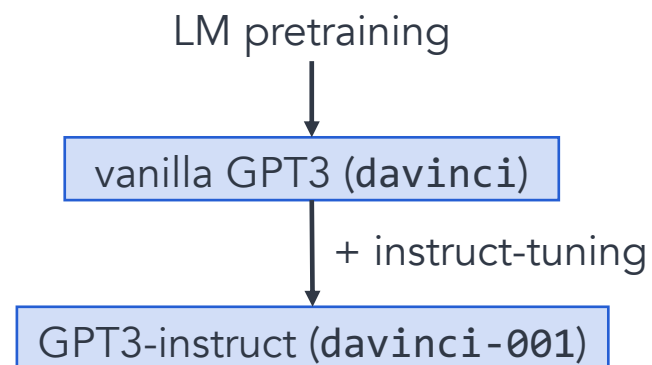 LM pretraining
vanilla GPT3 (davinci)
+ instruct-tuning
GPT3-instruct (davinci-001)